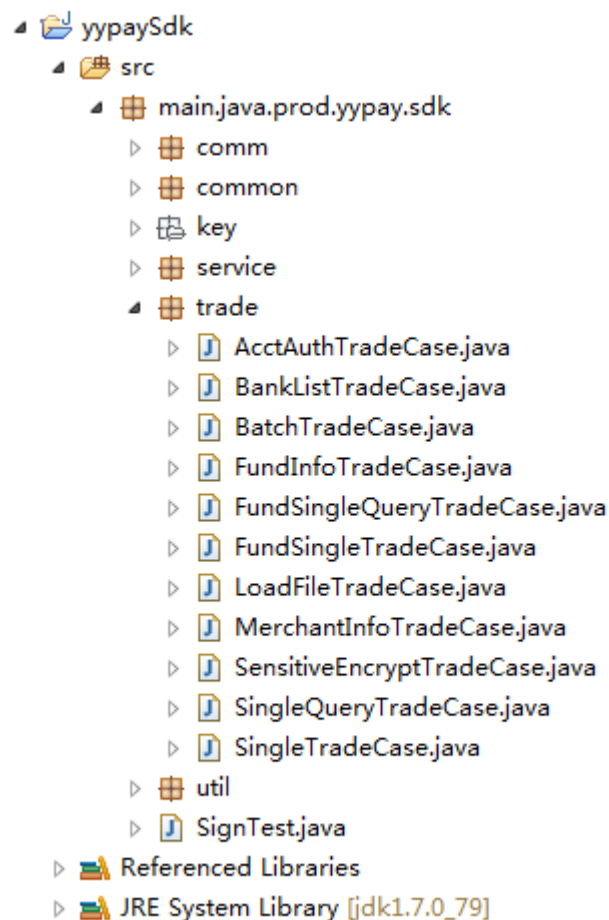 yypaySdk
src
main.java.prod.yypay.sdk
comm
common
key
service
trade
AcctAuthTradeCase.java
BankListTradeCase.java
BatchTradeCase.java
FundInfoTradeCase.java
FundSingleQueryTradeCase.java
FundSingleTradeCase.java
LoadFileTradeCase.java
MerchantInfoTradeCase.java
SensitiveEncryptTradeCase.java
SingleQueryTradeCase.java
SingleTradeCase.java
util
SignTest.java
Referenced Libraries
JRE System Library [jdk1.7.0_79]